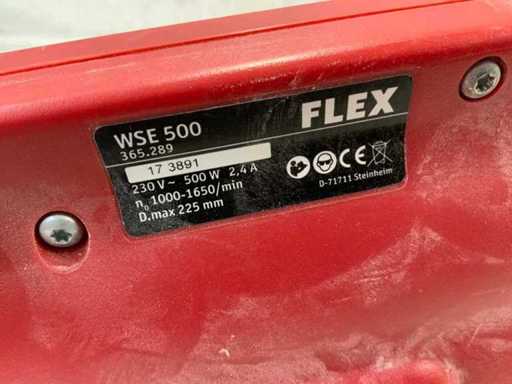 FLEX
WSE 500
365.289
17 3891
230 V~ 500 W 2,4 A
n₀ 1000-1650/min
D.max 225 mm
CE
D-71711 Steinheim